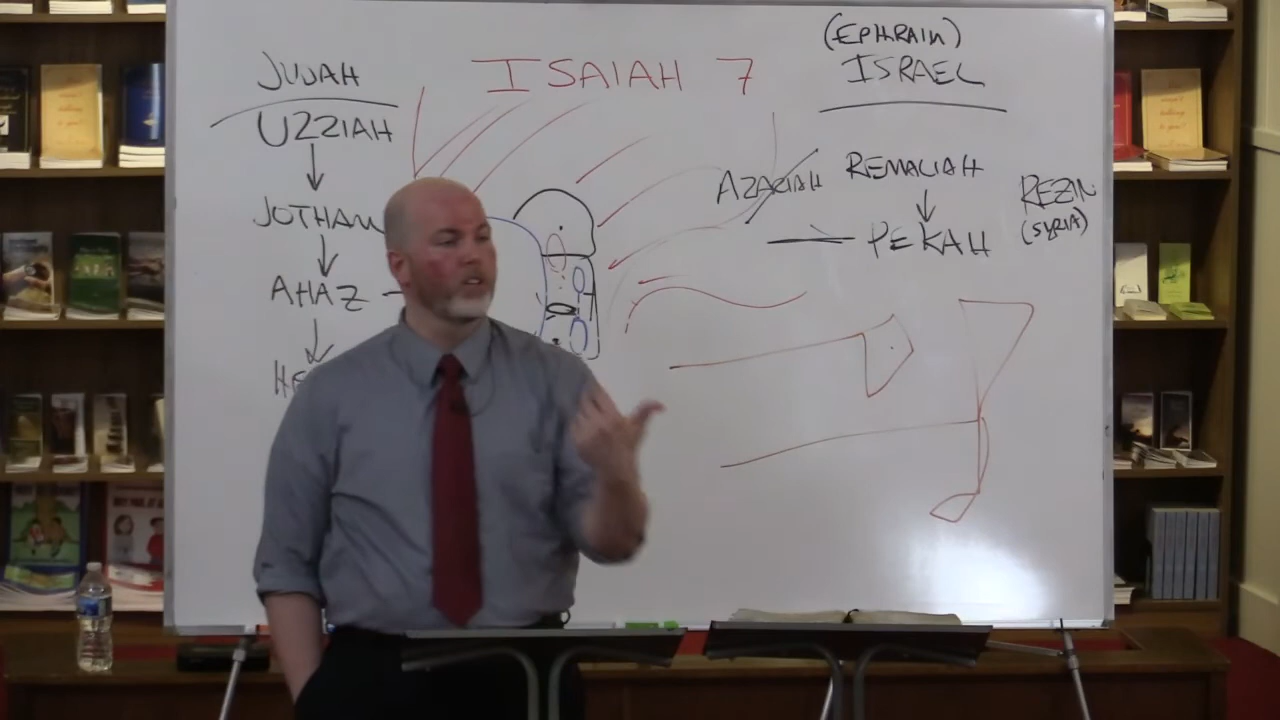 JUDAH
UZZIAH
JOTHAM
AHAZ
ISAIAH 7
(EPHRAIM)
ISRAEL
AZARIAH
REMALIAH
PEKAH
REZIN
(SYRIA)